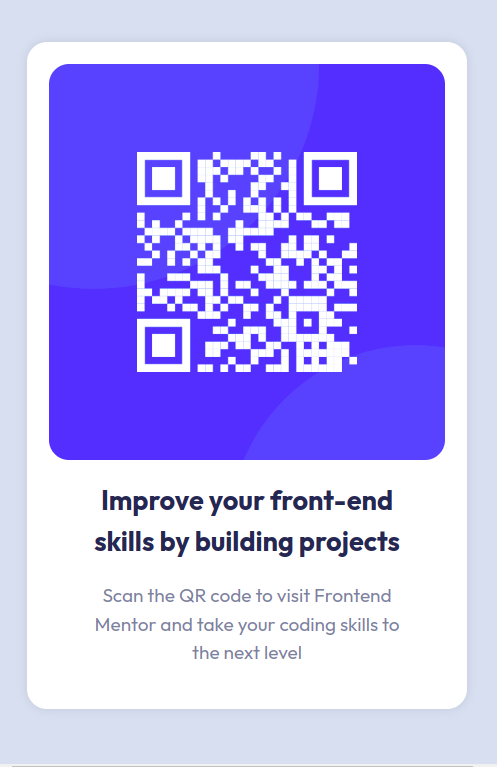 Improve your front-end
skills by building projects
Scan the QR code to visit Frontend
Mentor and take your coding skills to
the next level